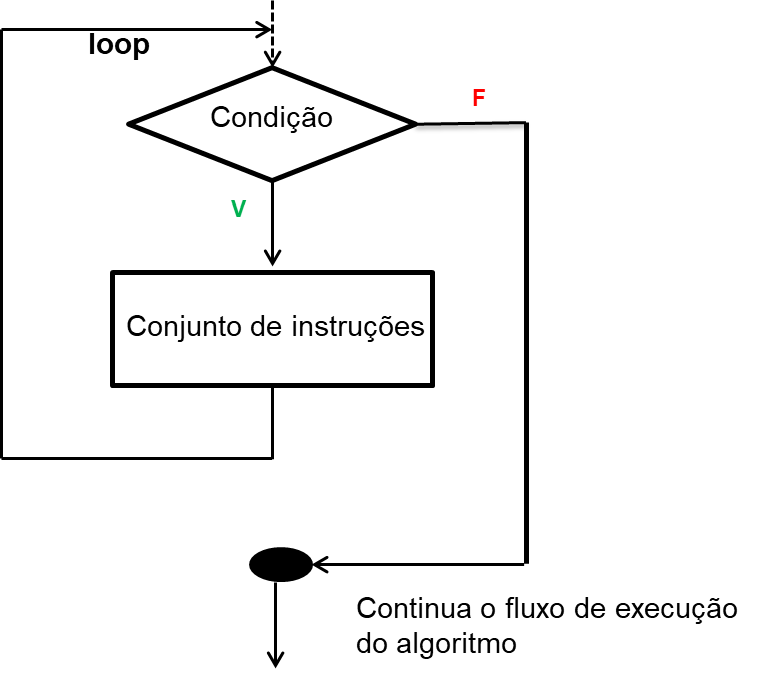 loop
F
Condição
V
Conjunto de instruções
Continua o fluxo de execução
do algoritmo